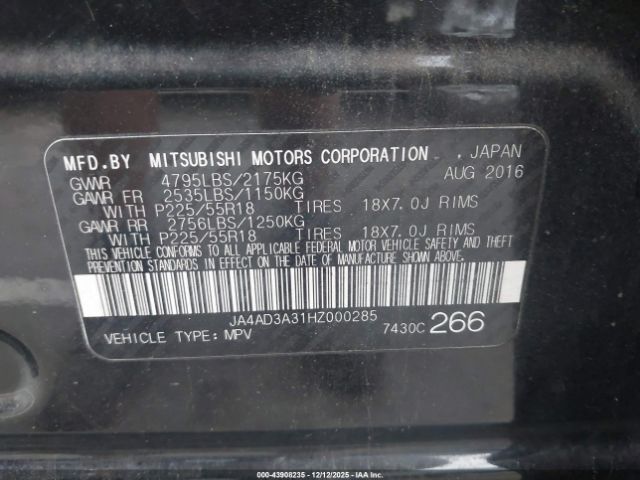 MFD.BY MITSUBISHI MOTORS CORPORATION , JAPAN
GVWR 4795LBS/2175KG AUG 2016
GAWR FR 2535LBS/1150KG
WITH P225/55R18 TIRES 18X7.0J RIMS
GAWR RR 2756LBS/1250KG
WITH P225/55R18 TIRES 18X7.0J RIMS
THIS VEHICLE CONFORMS TO ALL APPLICABLE FEDERAL MOTOR VEHICLE SAFETY AND THEFT
PREVENTION STANDARDS IN EFFECT ON THE DATE OF MANUFACTURE SHOWN ABOVE.
JA4AD3A31HZ000285
VEHICLE TYPE: MPV 7430C 266
000-43908235 - 12/12/2025 - IAAI.COM